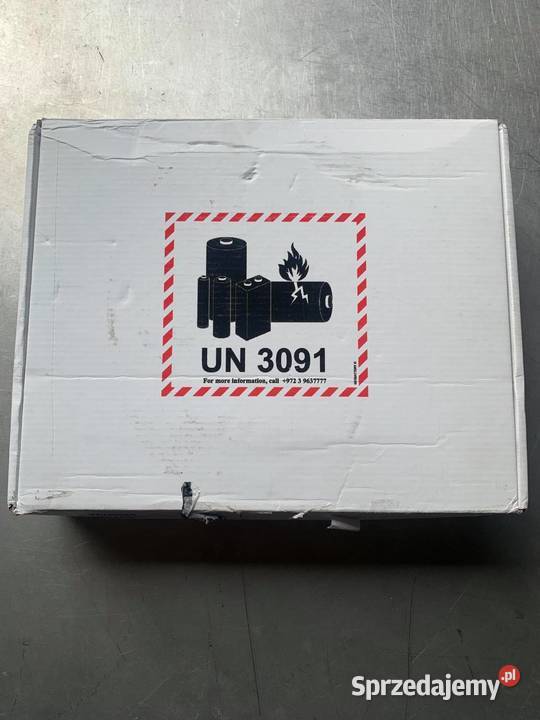 UN 3091
For more information, call +972 3 9637777
Sprzedajemy.pl